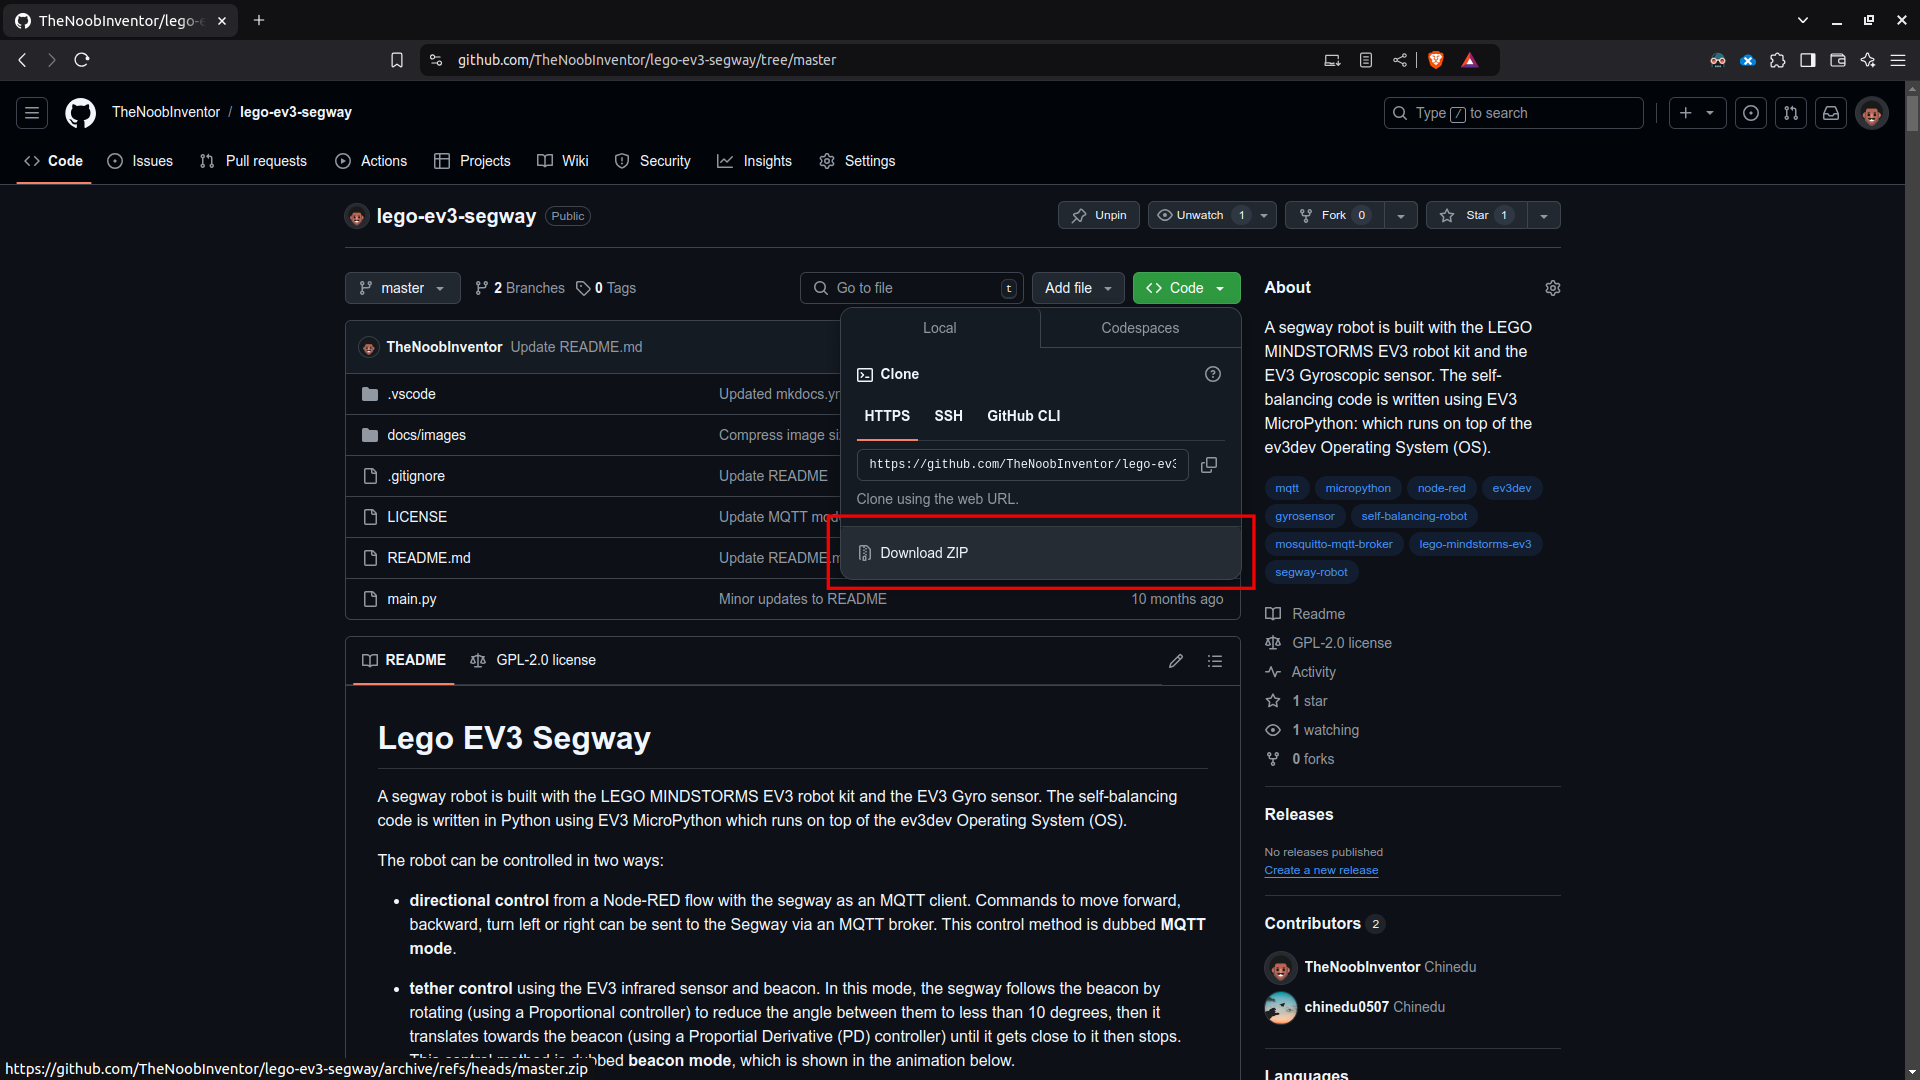 TheNoobInventor/lego-e
github.com/TheNoobInventor/lego-ev3-segway/tree/master
TheNoobInventor / lego-ev3-segway
Type / to search
Code
Issues
Pull requests
Actions
Projects
Wiki
Security
Insights
Settings
lego-ev3-segway Public
Unpin
Unwatch 1
Fork 0
Star 1
master
2 Branches
0 Tags
Go to file t
Add file
Code
Local
Codespaces
Clone
HTTPS SSH GitHub CLI
https://github.com/TheNoobInventor/lego-ev3
Clone using the web URL.
Download ZIP
TheNoobInventor Update README.md
.vscode Updated mkdocs.yr
docs/images Compress image si
.gitignore Update README
LICENSE Update MQTT mod
README.md Update README.m
main.py Minor updates to README 10 months ago
README
GPL-2.0 license
Lego EV3 Segway
A segway robot is built with the LEGO MINDSTORMS EV3 robot kit and the EV3 Gyro sensor. The self-balancing
code is written in Python using EV3 MicroPython which runs on top of the ev3dev Operating System (OS).
The robot can be controlled in two ways:
• directional control from a Node-RED flow with the segway as an MQTT client. Commands to move forward,
backward, turn left or right can be sent to the Segway via an MQTT broker. This control method is dubbed MQTT
mode.
• tether control using the EV3 infrared sensor and beacon. In this mode, the segway follows the beacon by
rotating (using a Proportional controller) to reduce the angle between them to less than 10 degrees, then it
translates towards the beacon (using a Proportial Derivative (PD) controller) until it gets close to it then stops.
This control method is dubbed beacon mode, which is shown in the animation below.
About
A segway robot is built with the LEGO
MINDSTORMS EV3 robot kit and the
EV3 Gyroscopic sensor. The self-
balancing code is written using EV3
MicroPython: which runs on top of the
ev3dev Operating System (OS).
mqtt micropython node-red ev3dev
gyrosensor self-balancing-robot
mosquitto-mqtt-broker lego-mindstorms-ev3
segway-robot
Readme
GPL-2.0 license
Activity
1 star
1 watching
0 forks
Releases
No releases published
Create a new release
Contributors 2
TheNoobInventor Chinedu
chinedu0507 Chinedu
Languages
https://github.com/TheNoobInventor/lego-ev3-segway/archive/refs/heads/master.zip